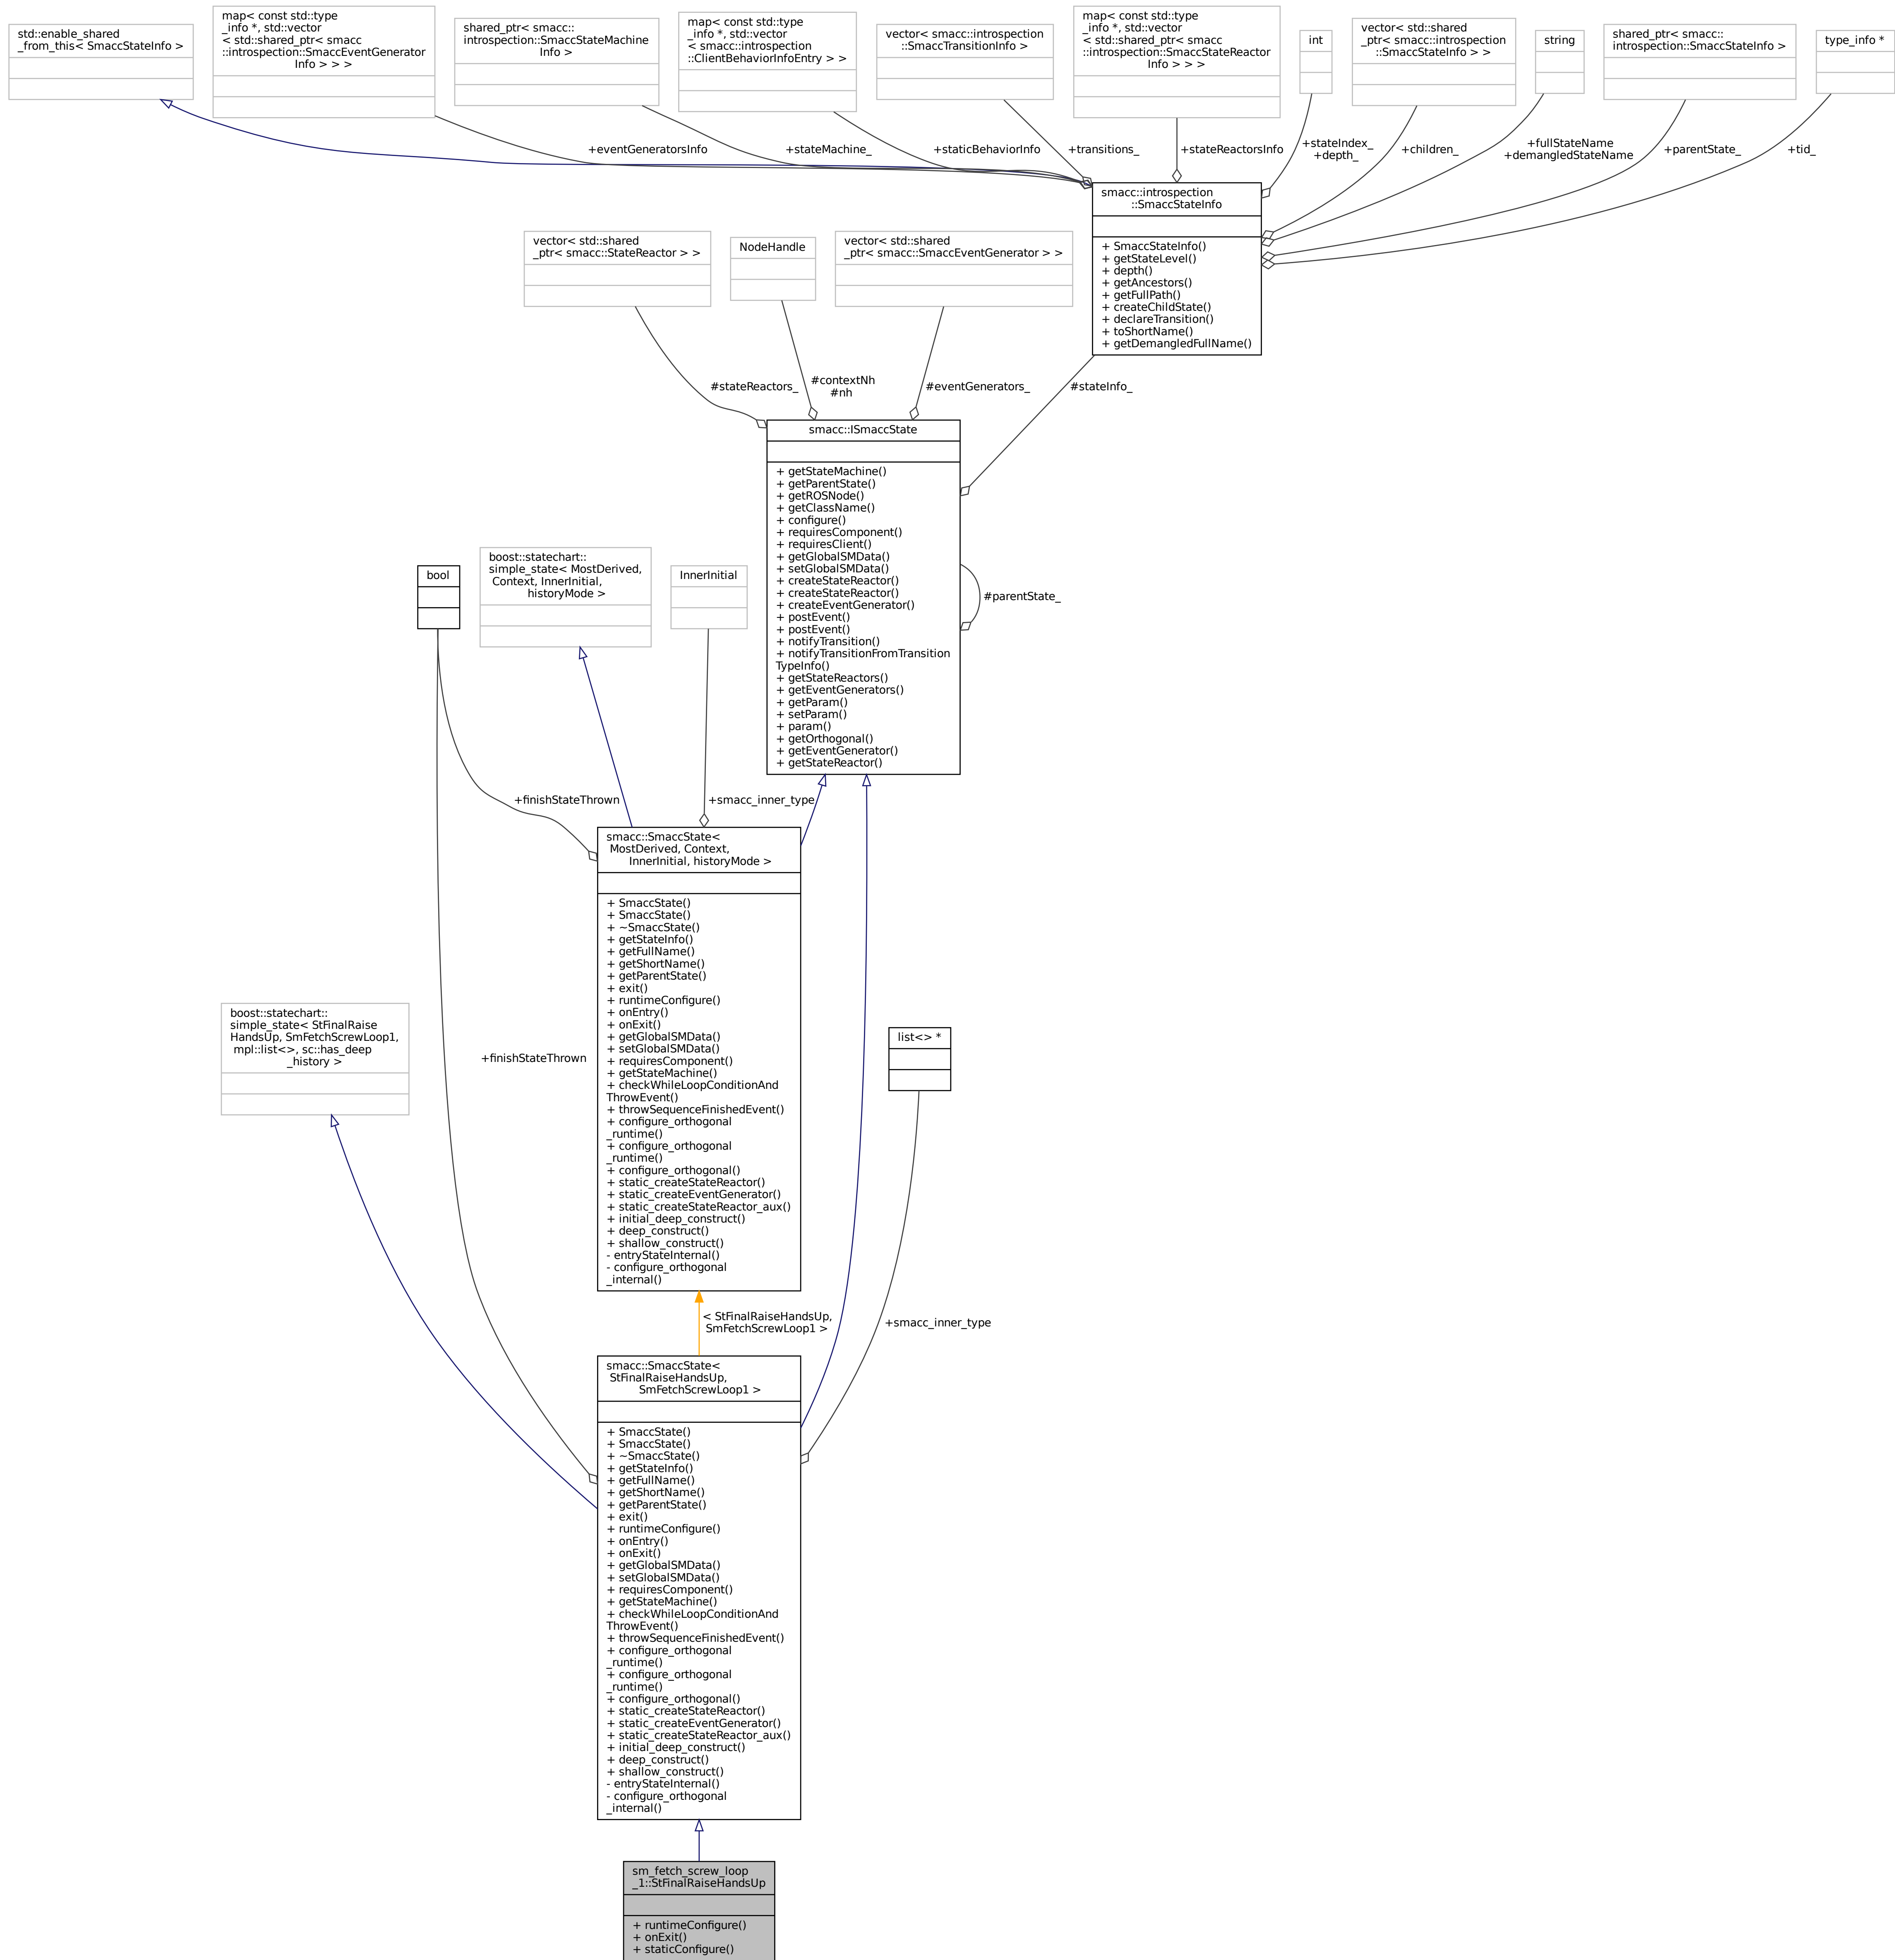 std::enable_shared
_from_this< SmaccStateInfo >
map< const std::type
_info *, std::vector
< std::shared_ptr< smacc
::introspection::SmaccEventGenerator
Info > > >
shared_ptr< smacc::
introspection::SmaccStateMachine
Info >
map< const std::type
_info *, std::vector
< smacc::introspection
::ClientBehaviorInfoEntry > >
vector< smacc::introspection
::SmaccTransitionInfo >
map< const std::type
_info *, std::vector
< std::shared_ptr< smacc
::introspection::SmaccStateReactor
Info > > >
int
vector< std::shared
_ptr< smacc::introspection
::SmaccStateInfo > >
string
shared_ptr< smacc::
introspection::SmaccStateInfo >
type_info *
+eventGeneratorsInfo
+stateMachine_
+staticBehaviorInfo
+transitions_
+stateReactorsInfo
+stateIndex_
+depth_
+children_
+fullStateName
+demangledStateName
+parentState_
+tid_
smacc::introspection
::SmaccStateInfo
+ SmaccStateInfo()
+ getStateLevel()
+ depth()
+ getAncestors()
+ getFullPath()
+ createChildState()
+ declareTransition()
+ toShortName()
+ getDemangledFullName()
vector< std::shared
_ptr< smacc::StateReactor > >
NodeHandle
vector< std::shared
_ptr< smacc::SmaccEventGenerator > >
#stateReactors_
#contextNh
#nh
#eventGenerators_
#stateInfo_
smacc::ISmaccState
+ getStateMachine()
+ getParentState()
+ getROSNode()
+ getClassName()
+ configure()
+ requiresComponent()
+ requiresClient()
+ getGlobalSMData()
+ setGlobalSMData()
+ createStateReactor()
+ createStateReactor()
+ createEventGenerator()
+ postEvent()
+ postEvent()
+ notifyTransition()
+ notifyTransitionFromTransition
TypeInfo()
+ getStateReactors()
+ getEventGenerators()
+ getParam()
+ setParam()
+ param()
+ getOrthogonal()
+ getEventGenerator()
+ getStateReactor()
#parentState_
bool
boost::statechart::
simple_state< MostDerived,
Context, InnerInitial,
historyMode >
InnerInitial
+finishStateThrown
+smacc_inner_type
smacc::SmaccState<
MostDerived, Context,
InnerInitial, historyMode >
+ SmaccState()
+ SmaccState()
+ ~SmaccState()
+ getStateInfo()
+ getFullName()
+ getShortName()
+ getParentState()
+ exit()
+ runtimeConfigure()
+ onEntry()
+ onExit()
+ getGlobalSMData()
+ setGlobalSMData()
+ requiresComponent()
+ getStateMachine()
+ checkWhileLoopConditionAnd
ThrowEvent()
+ throwSequenceFinishedEvent()
+ configure_orthogonal
_runtime()
+ configure_orthogonal
_runtime()
+ configure_orthogonal()
+ static_createStateReactor()
+ static_createEventGenerator()
+ static_createStateReactor_aux()
+ initial_deep_construct()
+ deep_construct()
+ shallow_construct()
- entryStateInternal()
- configure_orthogonal
_internal()
boost::statechart::
simple_state< StFinalRaise
HandsUp, SmFetchScrewLoop1,
mpl::list<>, sc::has_deep
_history >
+finishStateThrown
list<> *
< StFinalRaiseHandsUp,
SmFetchScrewLoop1 >
+smacc_inner_type
smacc::SmaccState<
StFinalRaiseHandsUp,
SmFetchScrewLoop1 >
+ SmaccState()
+ SmaccState()
+ ~SmaccState()
+ getStateInfo()
+ getFullName()
+ getShortName()
+ getParentState()
+ exit()
+ runtimeConfigure()
+ onEntry()
+ onExit()
+ getGlobalSMData()
+ setGlobalSMData()
+ requiresComponent()
+ getStateMachine()
+ checkWhileLoopConditionAnd
ThrowEvent()
+ throwSequenceFinishedEvent()
+ configure_orthogonal
_runtime()
+ configure_orthogonal
_runtime()
+ configure_orthogonal()
+ static_createStateReactor()
+ static_createEventGenerator()
+ static_createStateReactor_aux()
+ initial_deep_construct()
+ deep_construct()
+ shallow_construct()
- entryStateInternal()
- configure_orthogonal
_internal()
sm_fetch_screw_loop
_1::StFinalRaiseHandsUp
+ runtimeConfigure()
+ onExit()
+ staticConfigure()